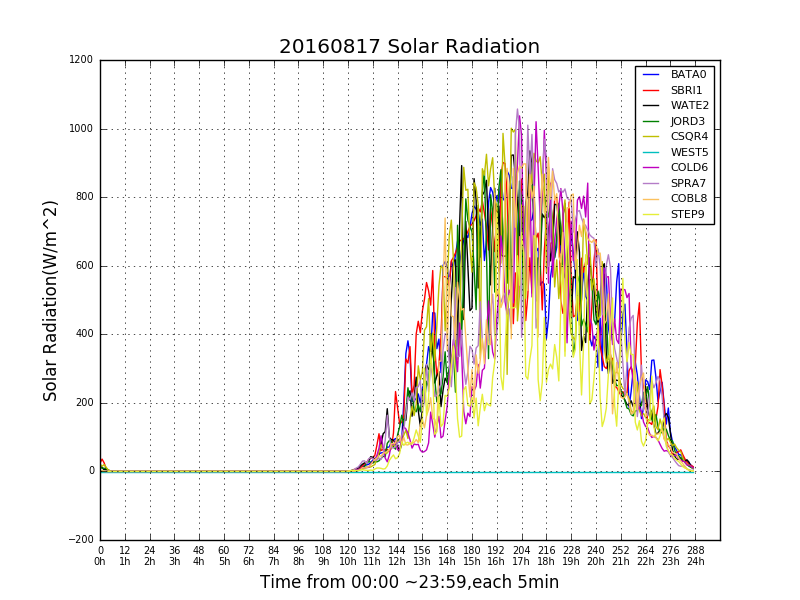 20160817 Solar Radiation
1200
1000
800
600
400
200
0
−200
Solar Radiation(W/m^2)
BATA0
SBRI1
WATE2
JORD3
CSQR4
WEST5
COLD6
SPRA7
COBL8
STEP9
0 12 24 36 48 60 72 84 96 108 120 132 144 156 168 180 192 204 216 228 240 252 264 276 288
0h 1h 2h 3h 4h 5h 6h 7h 8h 9h 10h 11h 12h 13h 14h 15h 16h 17h 18h 19h 20h 21h 22h 23h 24h
Time from 00:00 ~23:59,each 5min